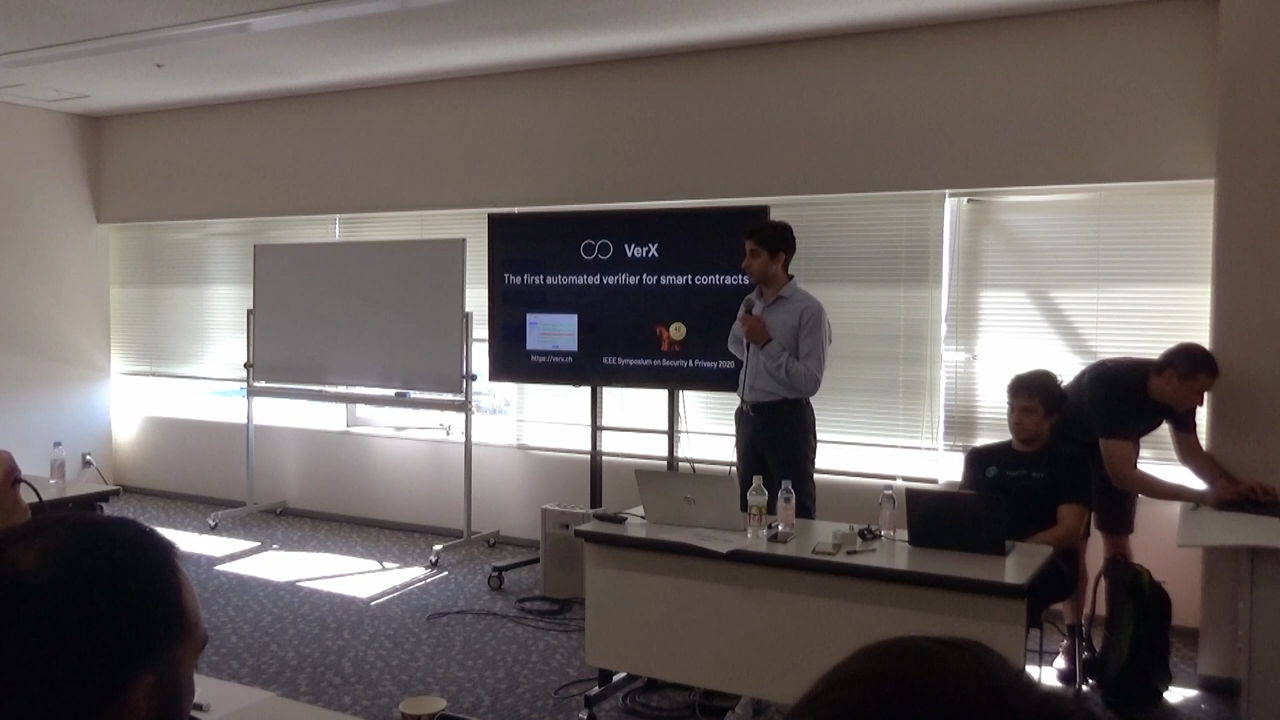 VerX
The first automated verifier for smart contracts
https://verx.ch
IEEE Symposium on Security & Privacy 2020